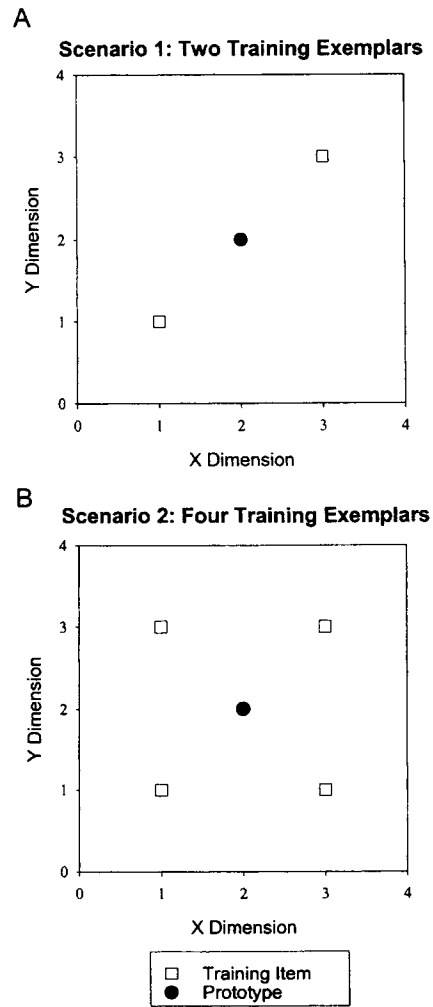 A
Scenario 1: Two Training Exemplars
4
3
2
1
0
Y Dimension
0 1 2 3 4
X Dimension
B
Scenario 2: Four Training Exemplars
4
3
2
1
0
Y Dimension
0 1 2 3 4
X Dimension
Training Item
Prototype